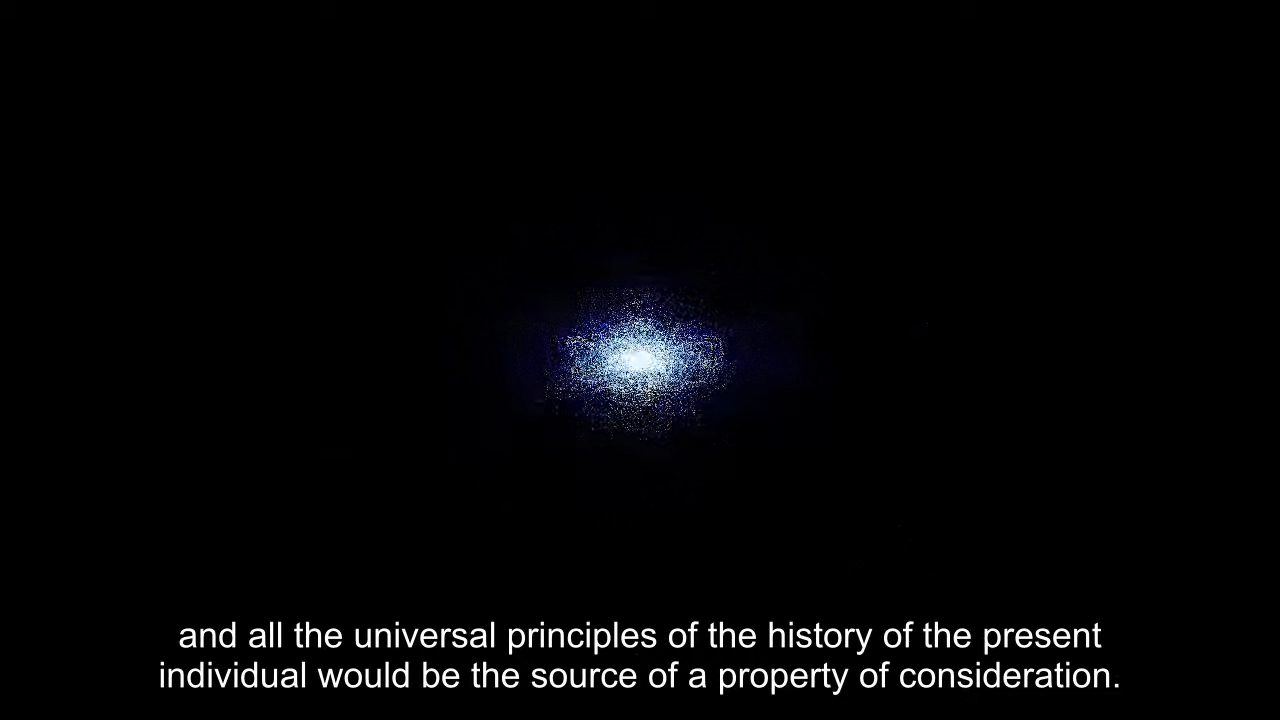 and all the universal principles of the history of the present
individual would be the source of a property of consideration.